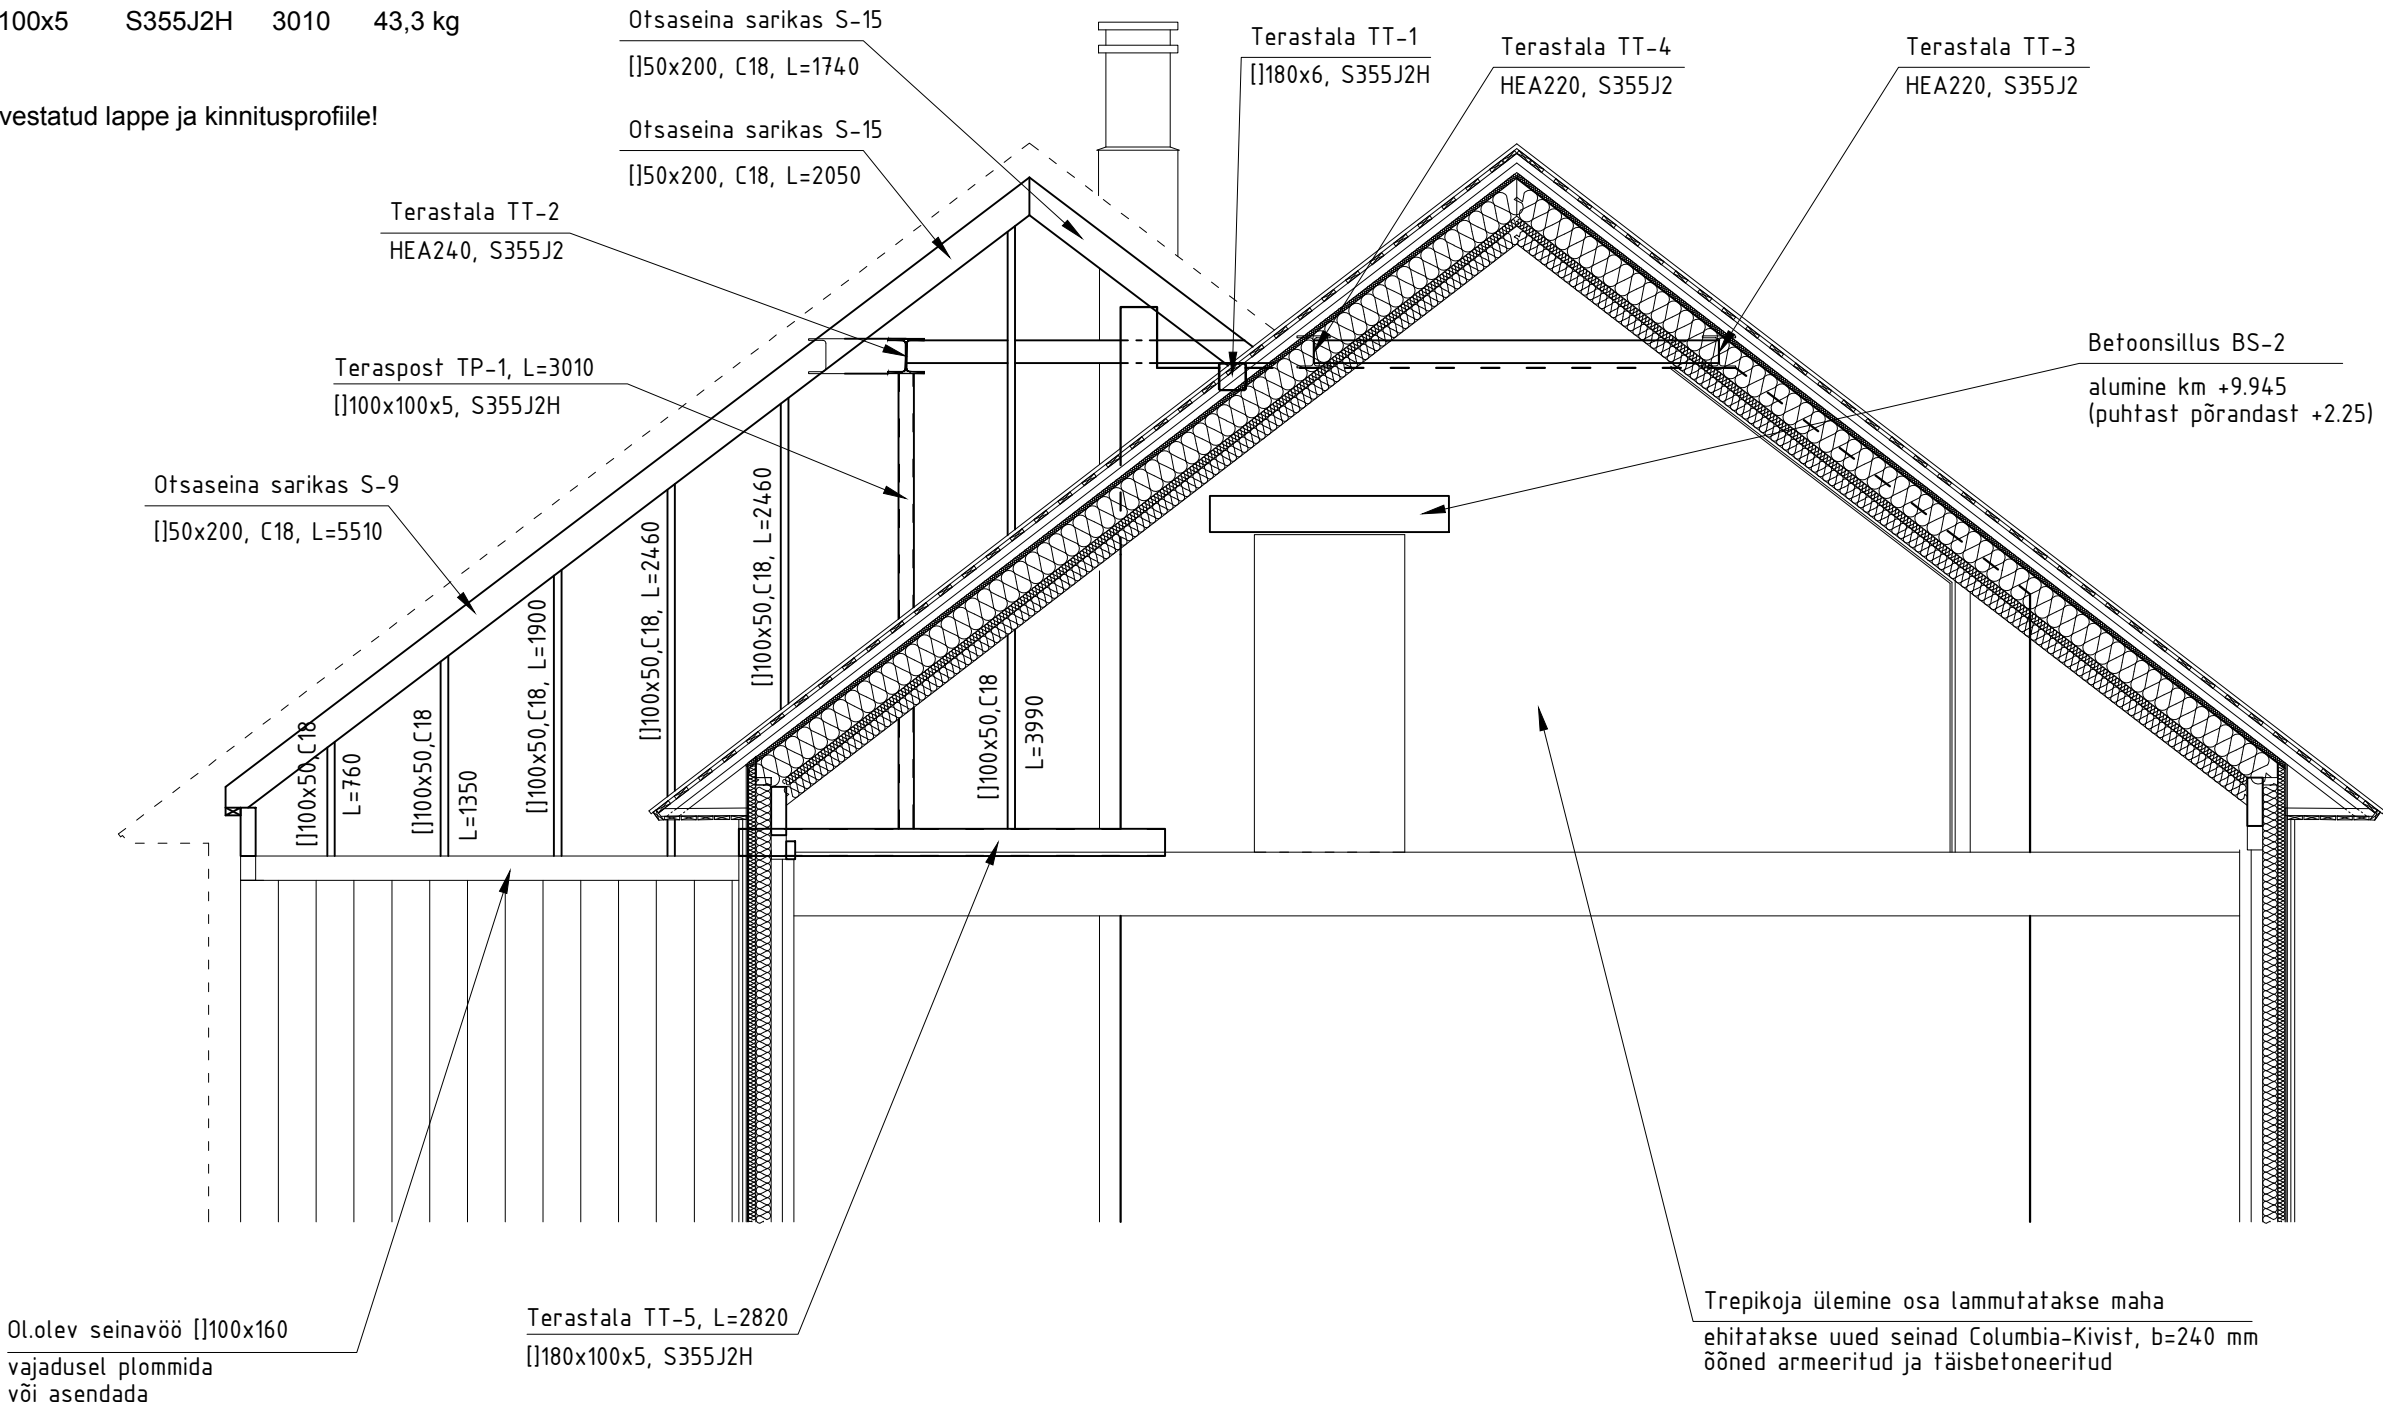 100x5 S355J2H 3010 43,3 kg
vestatud lappe ja kinnitusprofiile!
Otsaseina sarikas S-15
[]50x200, C18, L=1740
Otsaseina sarikas S-15
[]50x200, C18, L=2050
Terastala TT-1
[]180x6, S355J2H
Terastala TT-4
HEA220, S355J2
Terastala TT-3
HEA220, S355J2
Terastala TT-2
HEA240, S355J2
Teraspost TP-1, L=3010
[]100x100x5, S355J2H
Betoonsillus BS-2
alumine km +9.945
(puhtast põrandast +2.25)
Otsaseina sarikas S-9
[]50x200, C18, L=5510
[]100x50,C18
L=760
[]100x50,C18
L=1350
[]100x50,C18, L=1900
[]100x50,C18, L=2460
[]100x50,C18, L=2460
[]100x50,C18
L=3990
Ol.olev seinavöö []100x160
vajadusel plommida
või asendada
Terastala TT-5, L=2820
[]180x100x5, S355J2H
Trepikoja ülemine osa lammutatakse maha
ehitatakse uued seinad Columbia-Kivist, b=240 mm
õõned armeeritud ja täisbetoneeritud